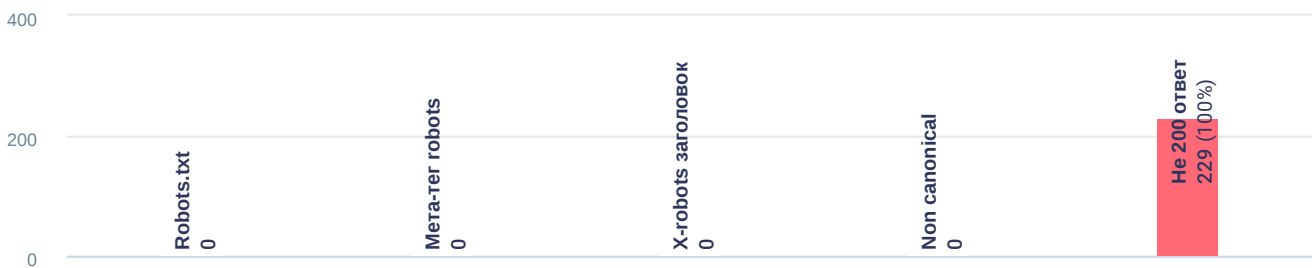 400
200
0
Robots.txt
0
Мета-тег robots
0
X-robots заголовок
0
Non canonical
0
Не 200 ответ
229 (100%)